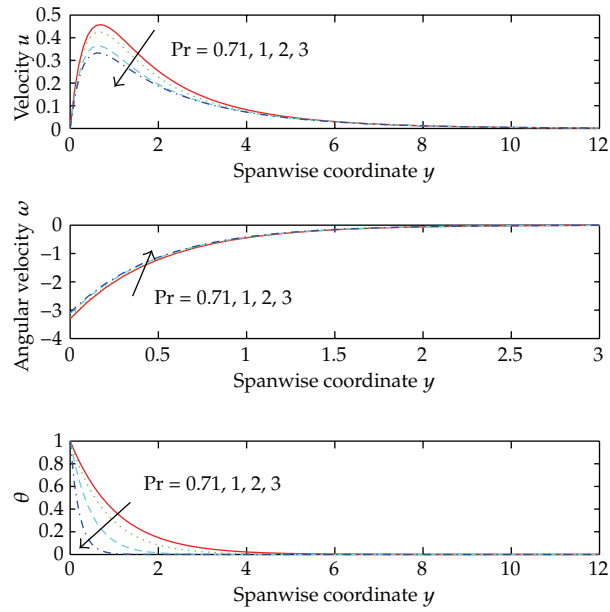 Velocity u
0.5
0.4
0.3
0.2
0.1
0
Pr = 0.71, 1, 2, 3
0 2 4 6 8 10 12
Spanwise coordinate y
Angular velocity ω
0
−1
−2
−3
−4
Pr = 0.71, 1, 2, 3
0 0.5 1 1.5 2 2.5 3
Spanwise coordinate y
θ
1
0.8
0.6
0.4
0.2
0
Pr = 0.71, 1, 2, 3
0 2 4 6 8 10 12
Spanwise coordinate y